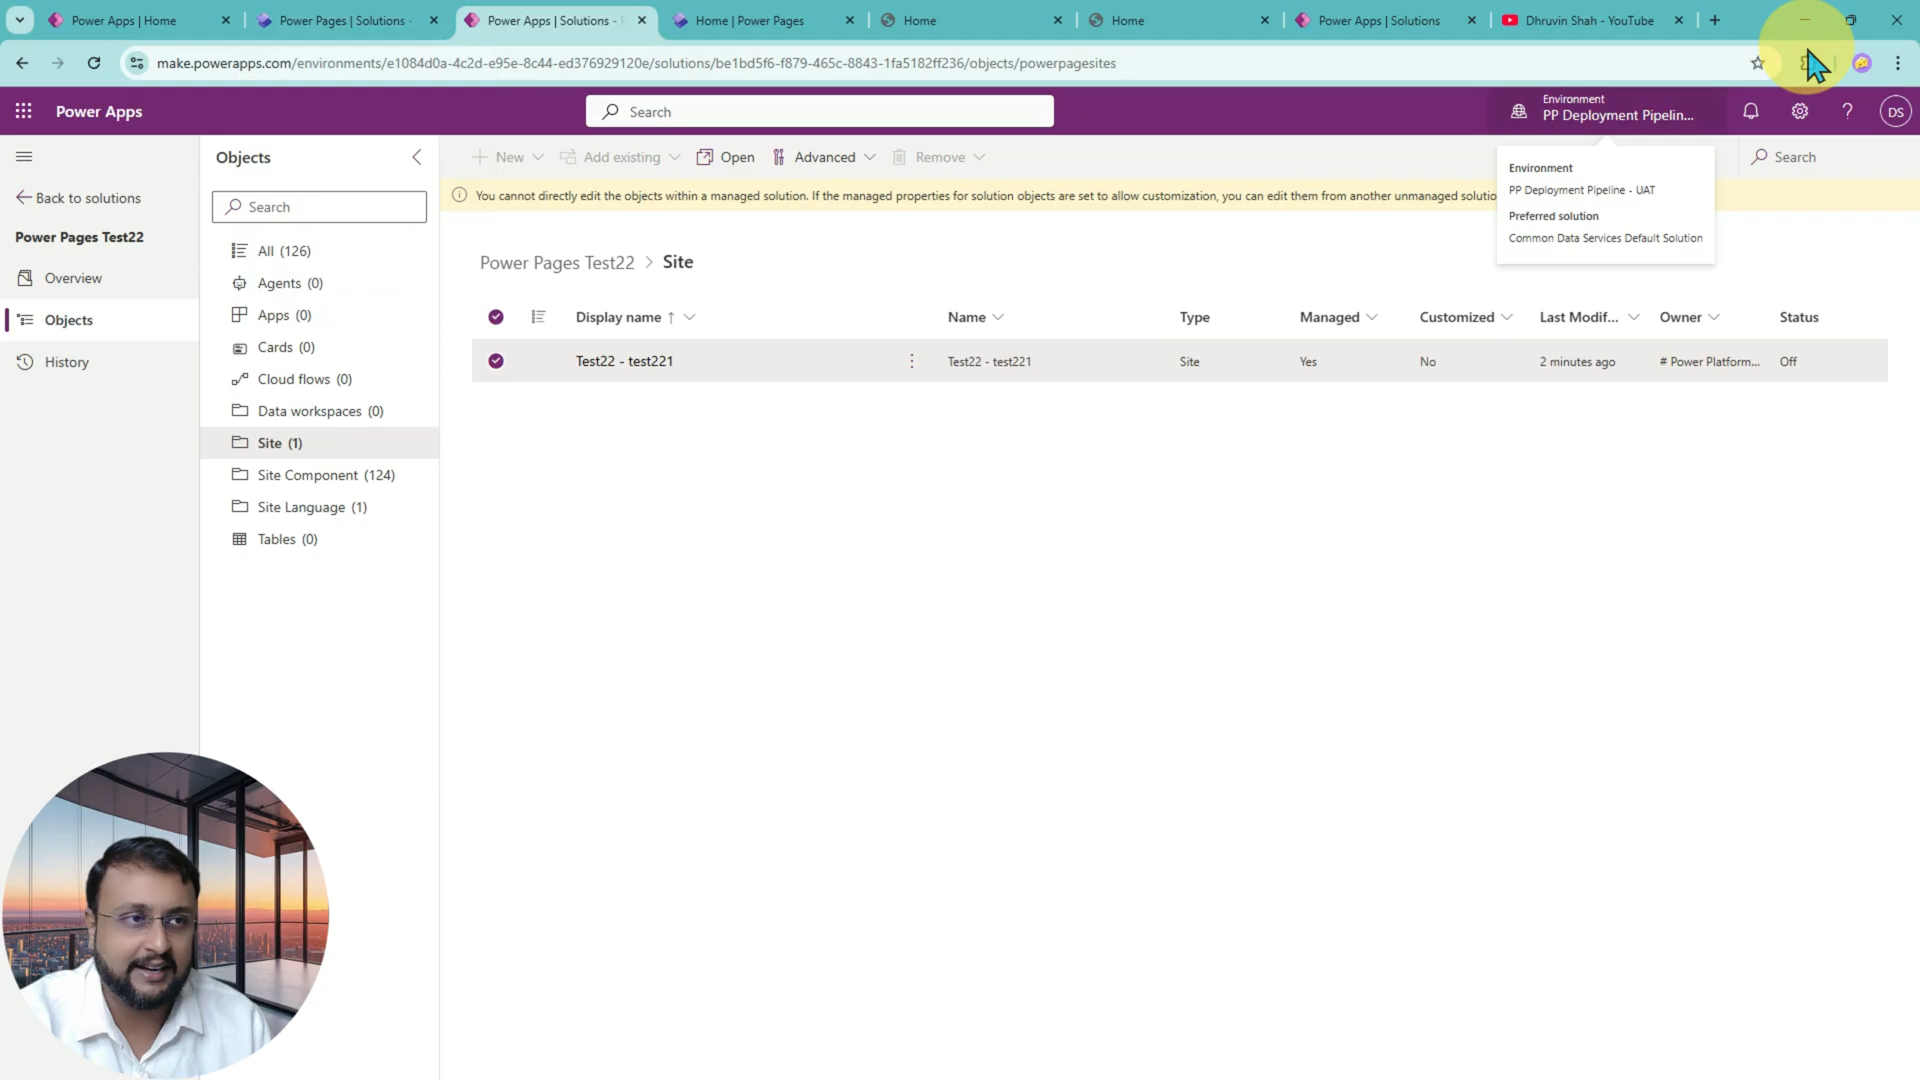 Power Apps | Home
Power Pages | Solutions -
Power Apps | Solutions -
Home | Power Pages
Home
Home
Power Apps | Solutions
Dhruvin Shah - YouTube
make.powerapps.com/environments/e1084d0a-4c2d-e95e-8c44-ed376929120e/solutions/be1bd5f6-f879-465c-8843-1fa5182ff236/objects/powerpagesites
Power Apps
Search
Environment
PP Deployment Pipelin...
?
DS
Objects
New
Add existing
Open
Advanced
Remove
Search
Environment
PP Deployment Pipeline - UAT
Preferred solution
Common Data Services Default Solution
Back to solutions
Power Pages Test22
Overview
Objects
History
Search
All (126)
Agents (0)
Apps (0)
Cards (0)
Cloud flows (0)
Data workspaces (0)
Site (1)
Site Component (124)
Site Language (1)
Tables (0)
You cannot directly edit the objects within a managed solution. If the managed properties for solution objects are set to allow customization, you can edit them from another unmanaged solutio
Power Pages Test22 > Site
Display name ↑ Name Type Managed Customized Last Modif... Owner Status
Test22 - test221 Test22 - test221 Site Yes No 2 minutes ago # Power Platform... Off